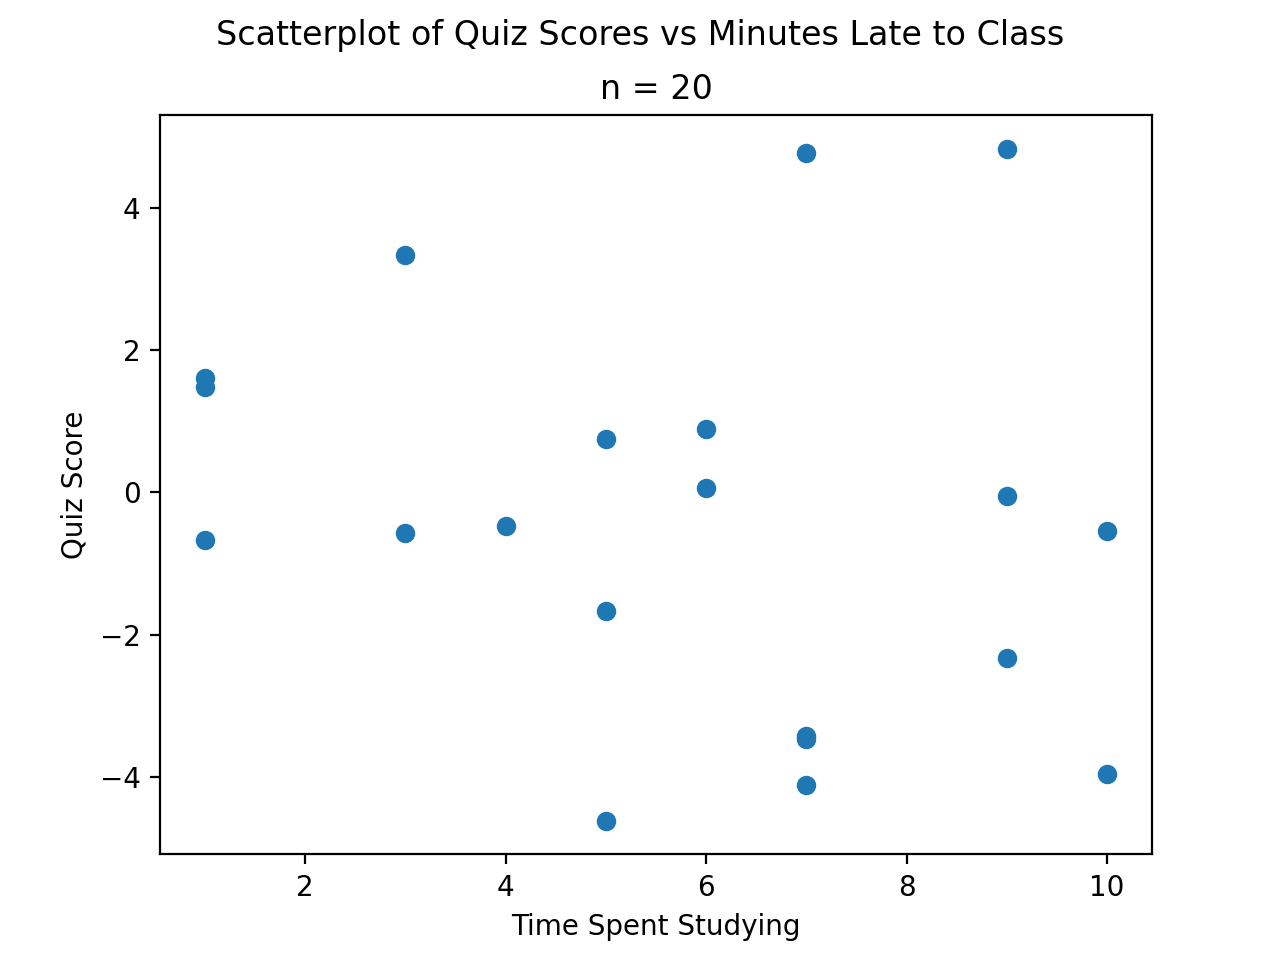 Scatterplot of Quiz Scores vs Minutes Late to Class
n = 20
4
2
0
−2
−4
Quiz Score
2 4 6 8 10
Time Spent Studying